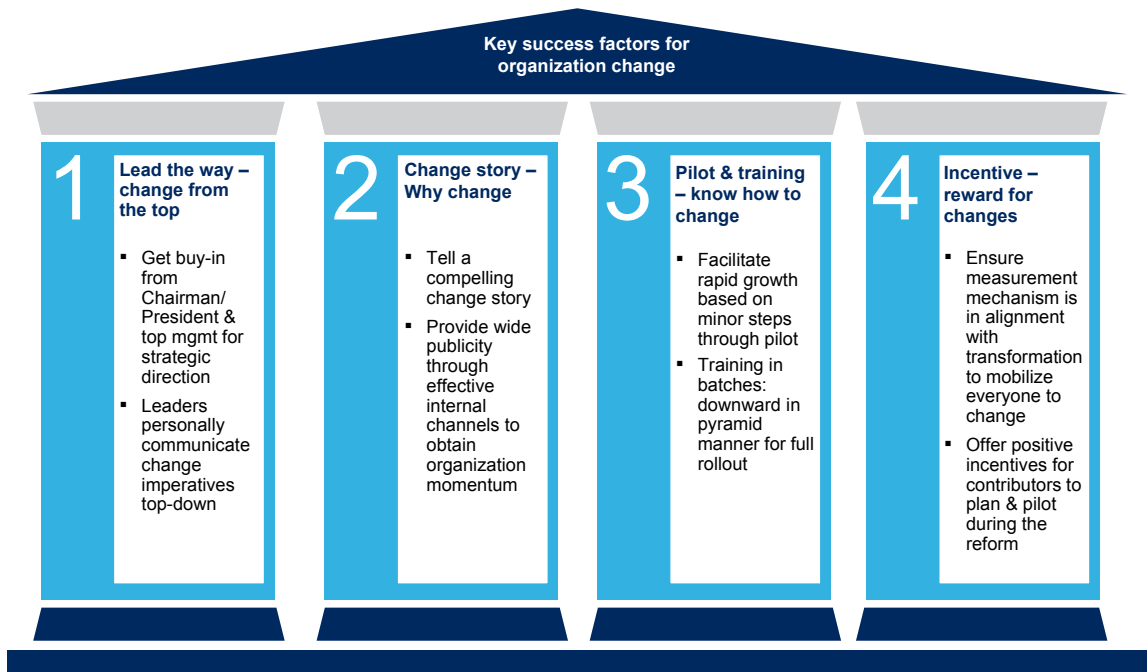 Key success factors for
organization change
1
Lead the way –
change from
the top
▪ Get buy-in
from
Chairman/
President &
top mgmt for
strategic
direction
▪ Leaders
personally
communicate
change
imperatives
top-down
2
Change story –
Why change
▪ Tell a
compelling
change story
▪ Provide wide
publicity
through
effective
internal
channels to
obtain
organization
momentum
3
Pilot & training
– know how to
change
▪ Facilitate
rapid growth
based on
minor steps
through pilot
▪ Training in
batches:
downward in
pyramid
manner for full
rollout
4
Incentive –
reward for
changes
▪ Ensure
measurement
mechanism is
in alignment
with
transformation
to mobilize
everyone to
change
▪ Offer positive
incentives for
contributors to
plan & pilot
during the
reform